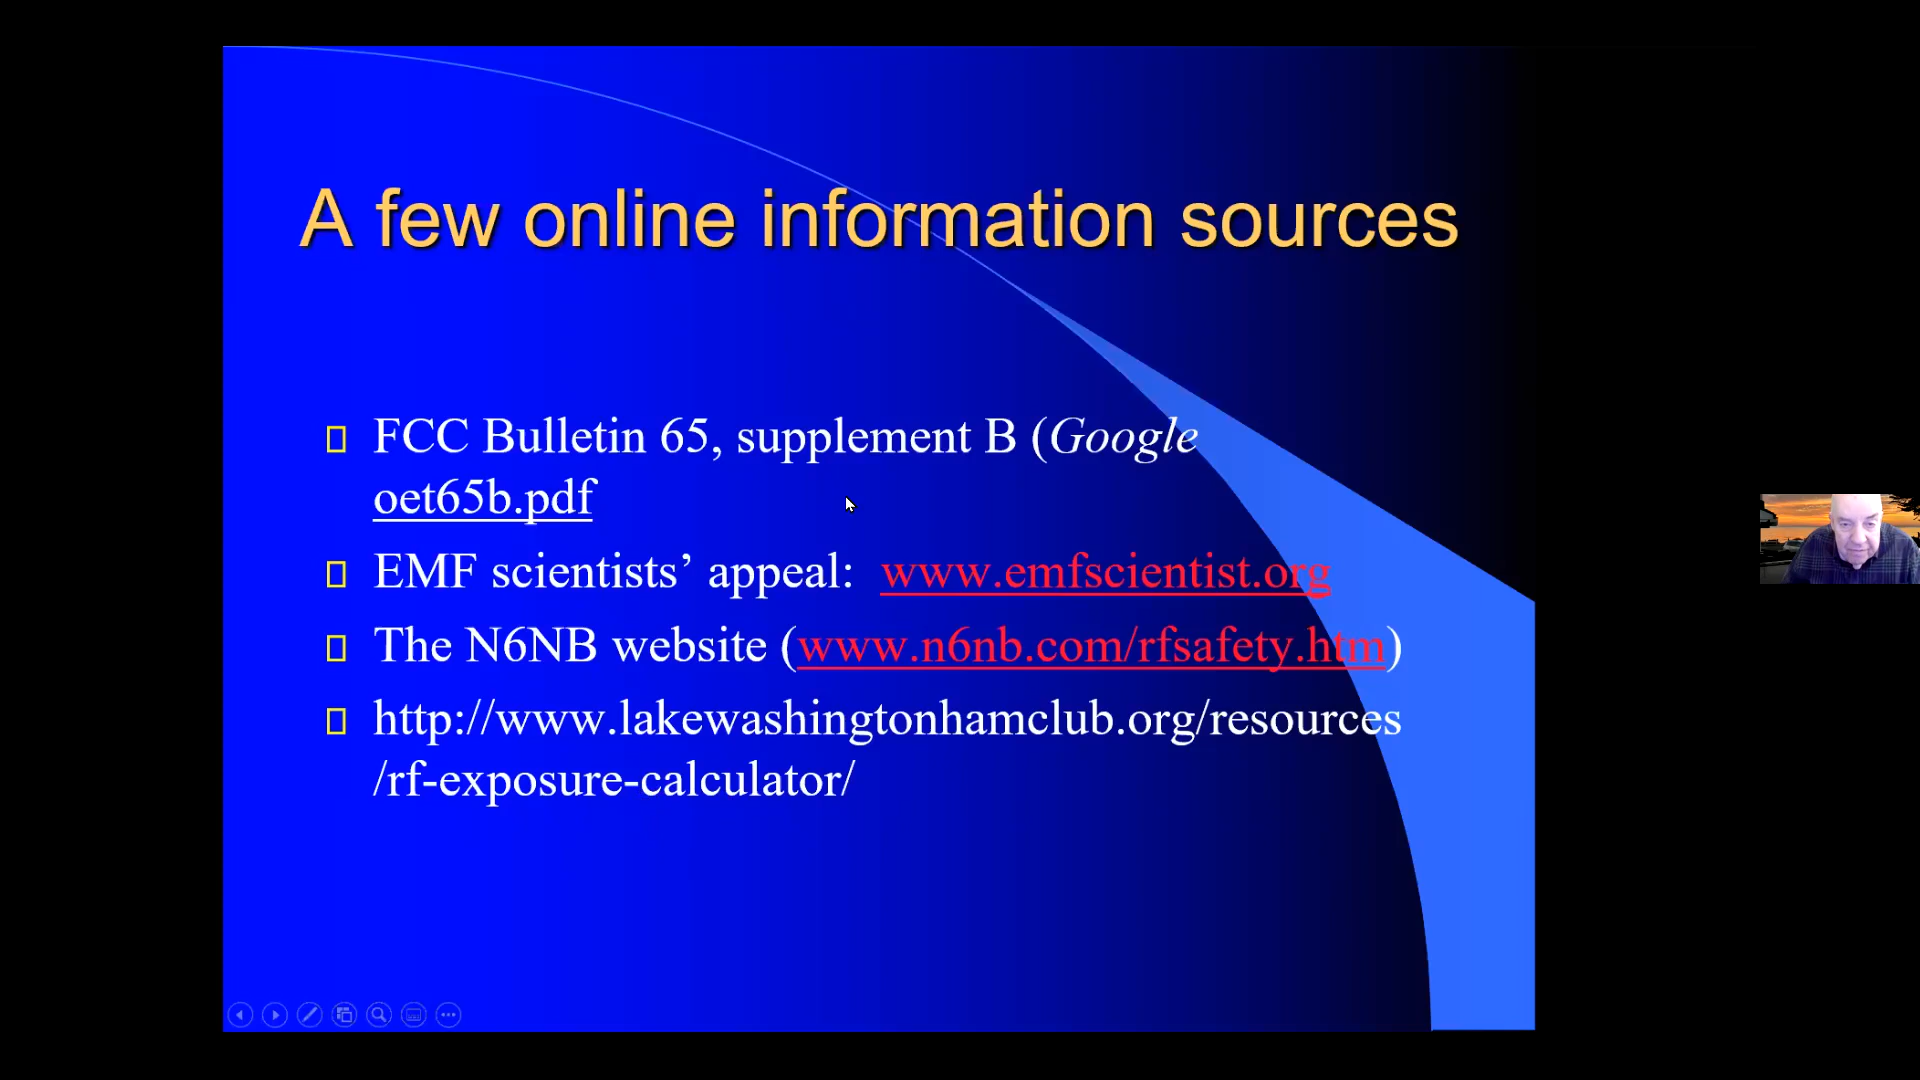 A few online information sources
FCC Bulletin 65, supplement B (Google
oet65b.pdf
EMF scientists’ appeal: www.emfscientist.org
The N6NB website (www.n6nb.com/rfsafety.htm)
http://www.lakewashingtonhamclub.org/resources
/rf-exposure-calculator/